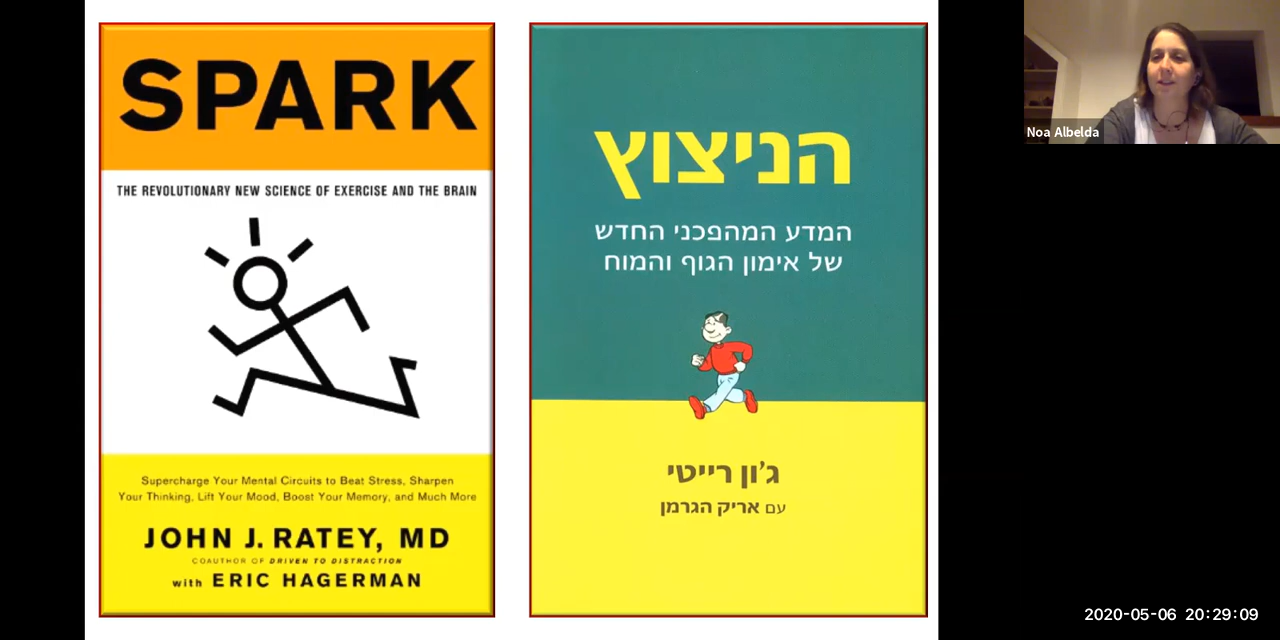 SPARK
THE REVOLUTIONARY NEW SCIENCE OF EXERCISE AND THE BRAIN
Supercharge Your Mental Circuits to Beat Stress, Sharpen
Your Thinking, Lift Your Mood, Boost Your Memory, and Much More
JOHN J. RATEY, MD
COAUTHOR OF DRIVEN TO DISTRACTION
with ERIC HAGERMAN
הניצוץ
המדע המהפכני החדש
של אימון הגוף והמוח
ג'ון רייטי
עם אריק הגרמן
Noa Albelda
2020-05-06 20:29:09